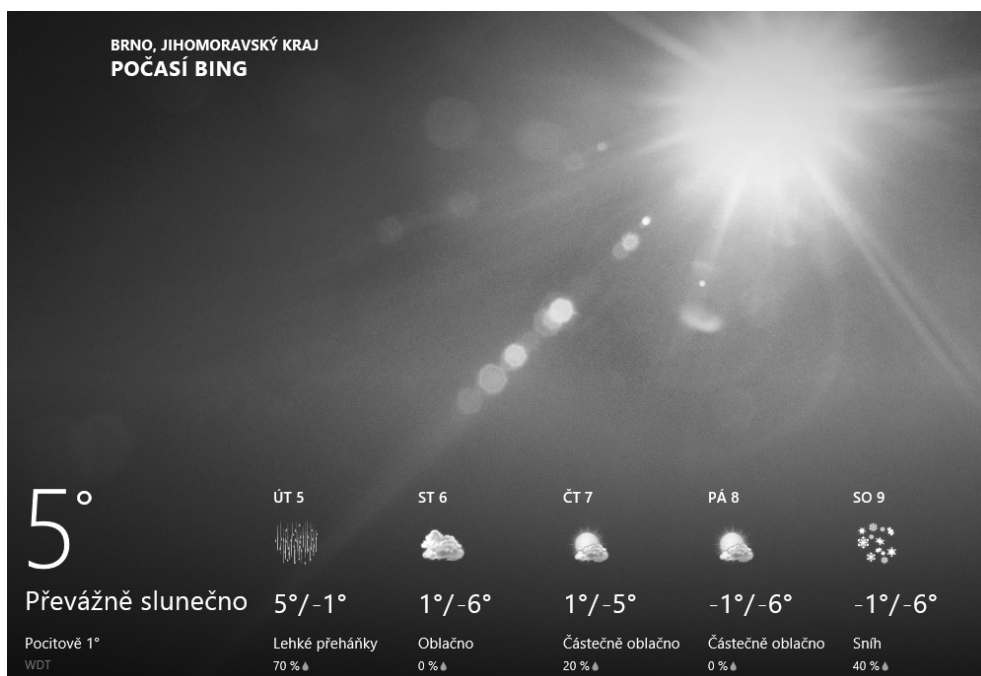 BRNO, JIHOMORAVSKÝ KRAJ
POČASÍ BING
5°
Převážně slunečno
Pocitově 1°
WDT
ÚT 5
5°/-1°
Lehké přeháňky
70 %
ST 6
1°/-6°
Oblačno
0 %
ČT 7
1°/-5°
Částečně oblačno
20 %
PÁ 8
-1°/-6°
Částečně oblačno
0 %
SO 9
-1°/-6°
Sníh
40 %